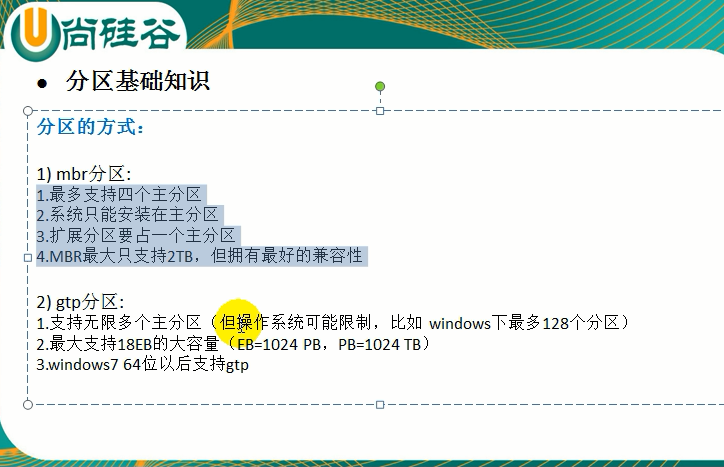 尚硅谷
● 分区基础知识
分区的方式：
1) mbr分区:
1.最多支持四个主分区
2.系统只能安装在主分区
3.扩展分区要占一个主分区
4.MBR最大只支持2TB，但拥有最好的兼容性
2) gtp分区:
1.支持无限多个主分区（但操作系统可能限制，比如 windows下最多128个分区）
2.最大支持18EB的大容量（EB=1024 PB，PB=1024 TB）
3.windows7 64位以后支持gtp